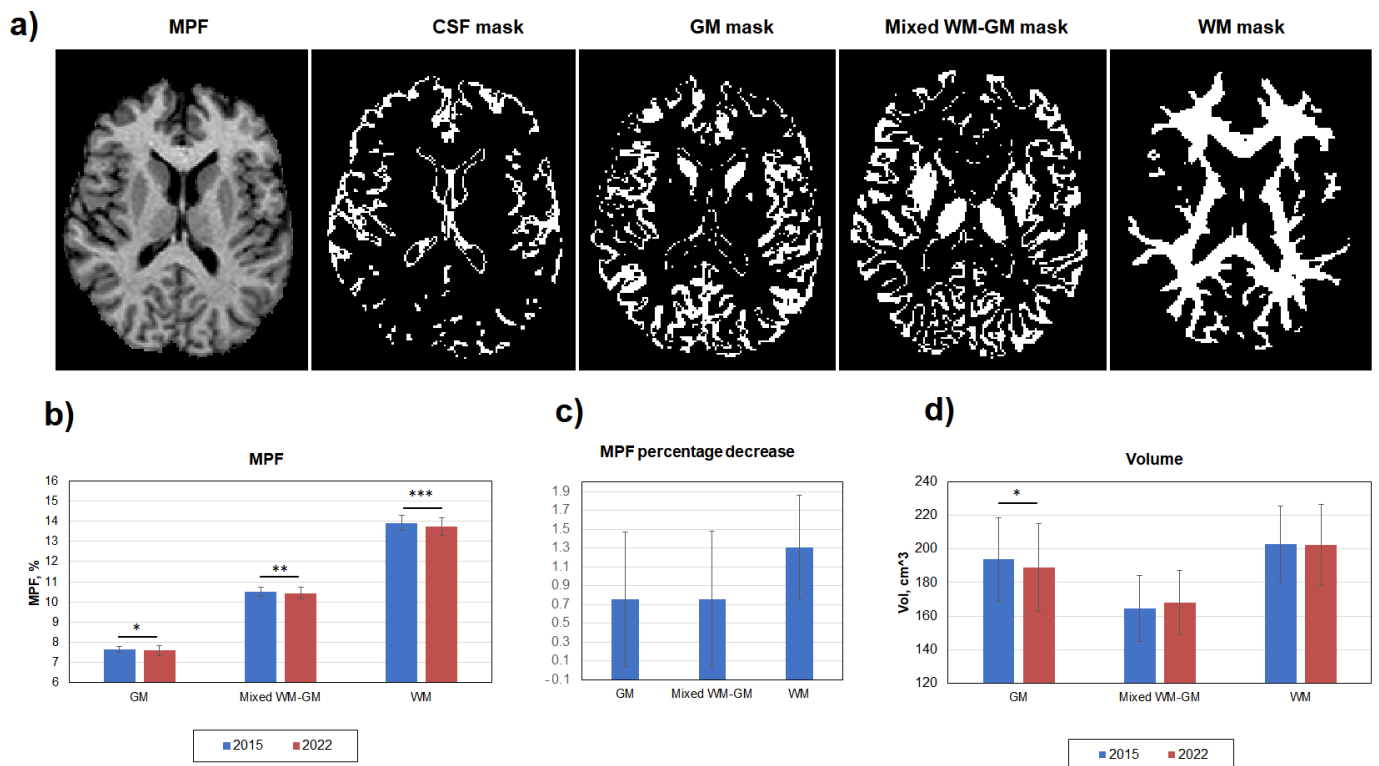 a)
MPF
CSF mask
GM mask
Mixed WM-GM mask
WM mask
b)
MPF
MPF, %
16
15
14
13
12
11
10
9
8
7
6
*
**
***
GM
Mixed WM-GM
WM
2015
2022
c)
MPF percentage decrease
1.9
1.7
1.5
1.3
1.1
0.9
0.7
0.5
0.3
0.1
-0.1
GM
Mixed WM-GM
WM
d)
Volume
Vol, cm^3
240
220
200
180
160
140
120
*
GM
Mixed WM-GM
WM
2015
2022